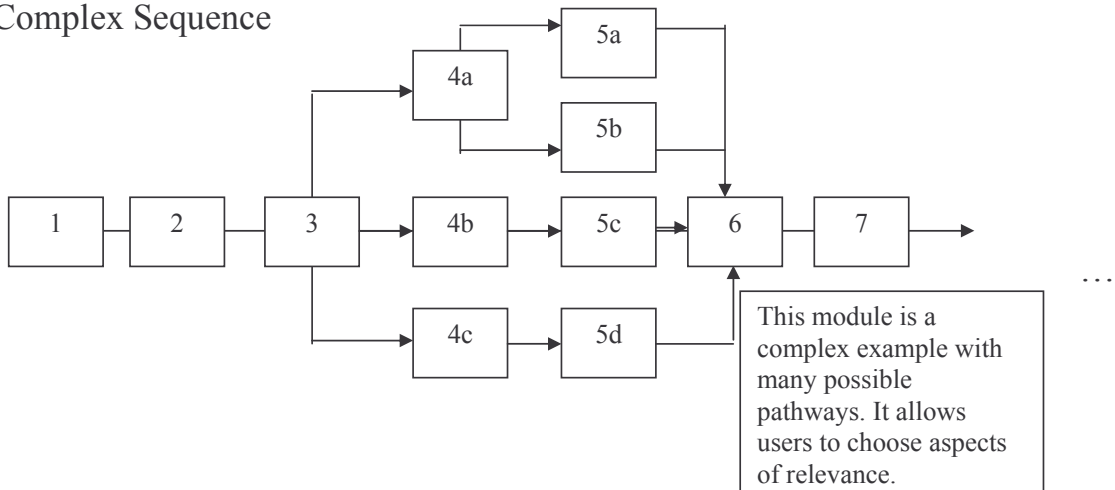 Complex Sequence
5a
4a
5b
1
2
3
4b
5c
6
7
…
4c
5d
This module is a
complex example with
many possible
pathways. It allows
users to choose aspects
of relevance.